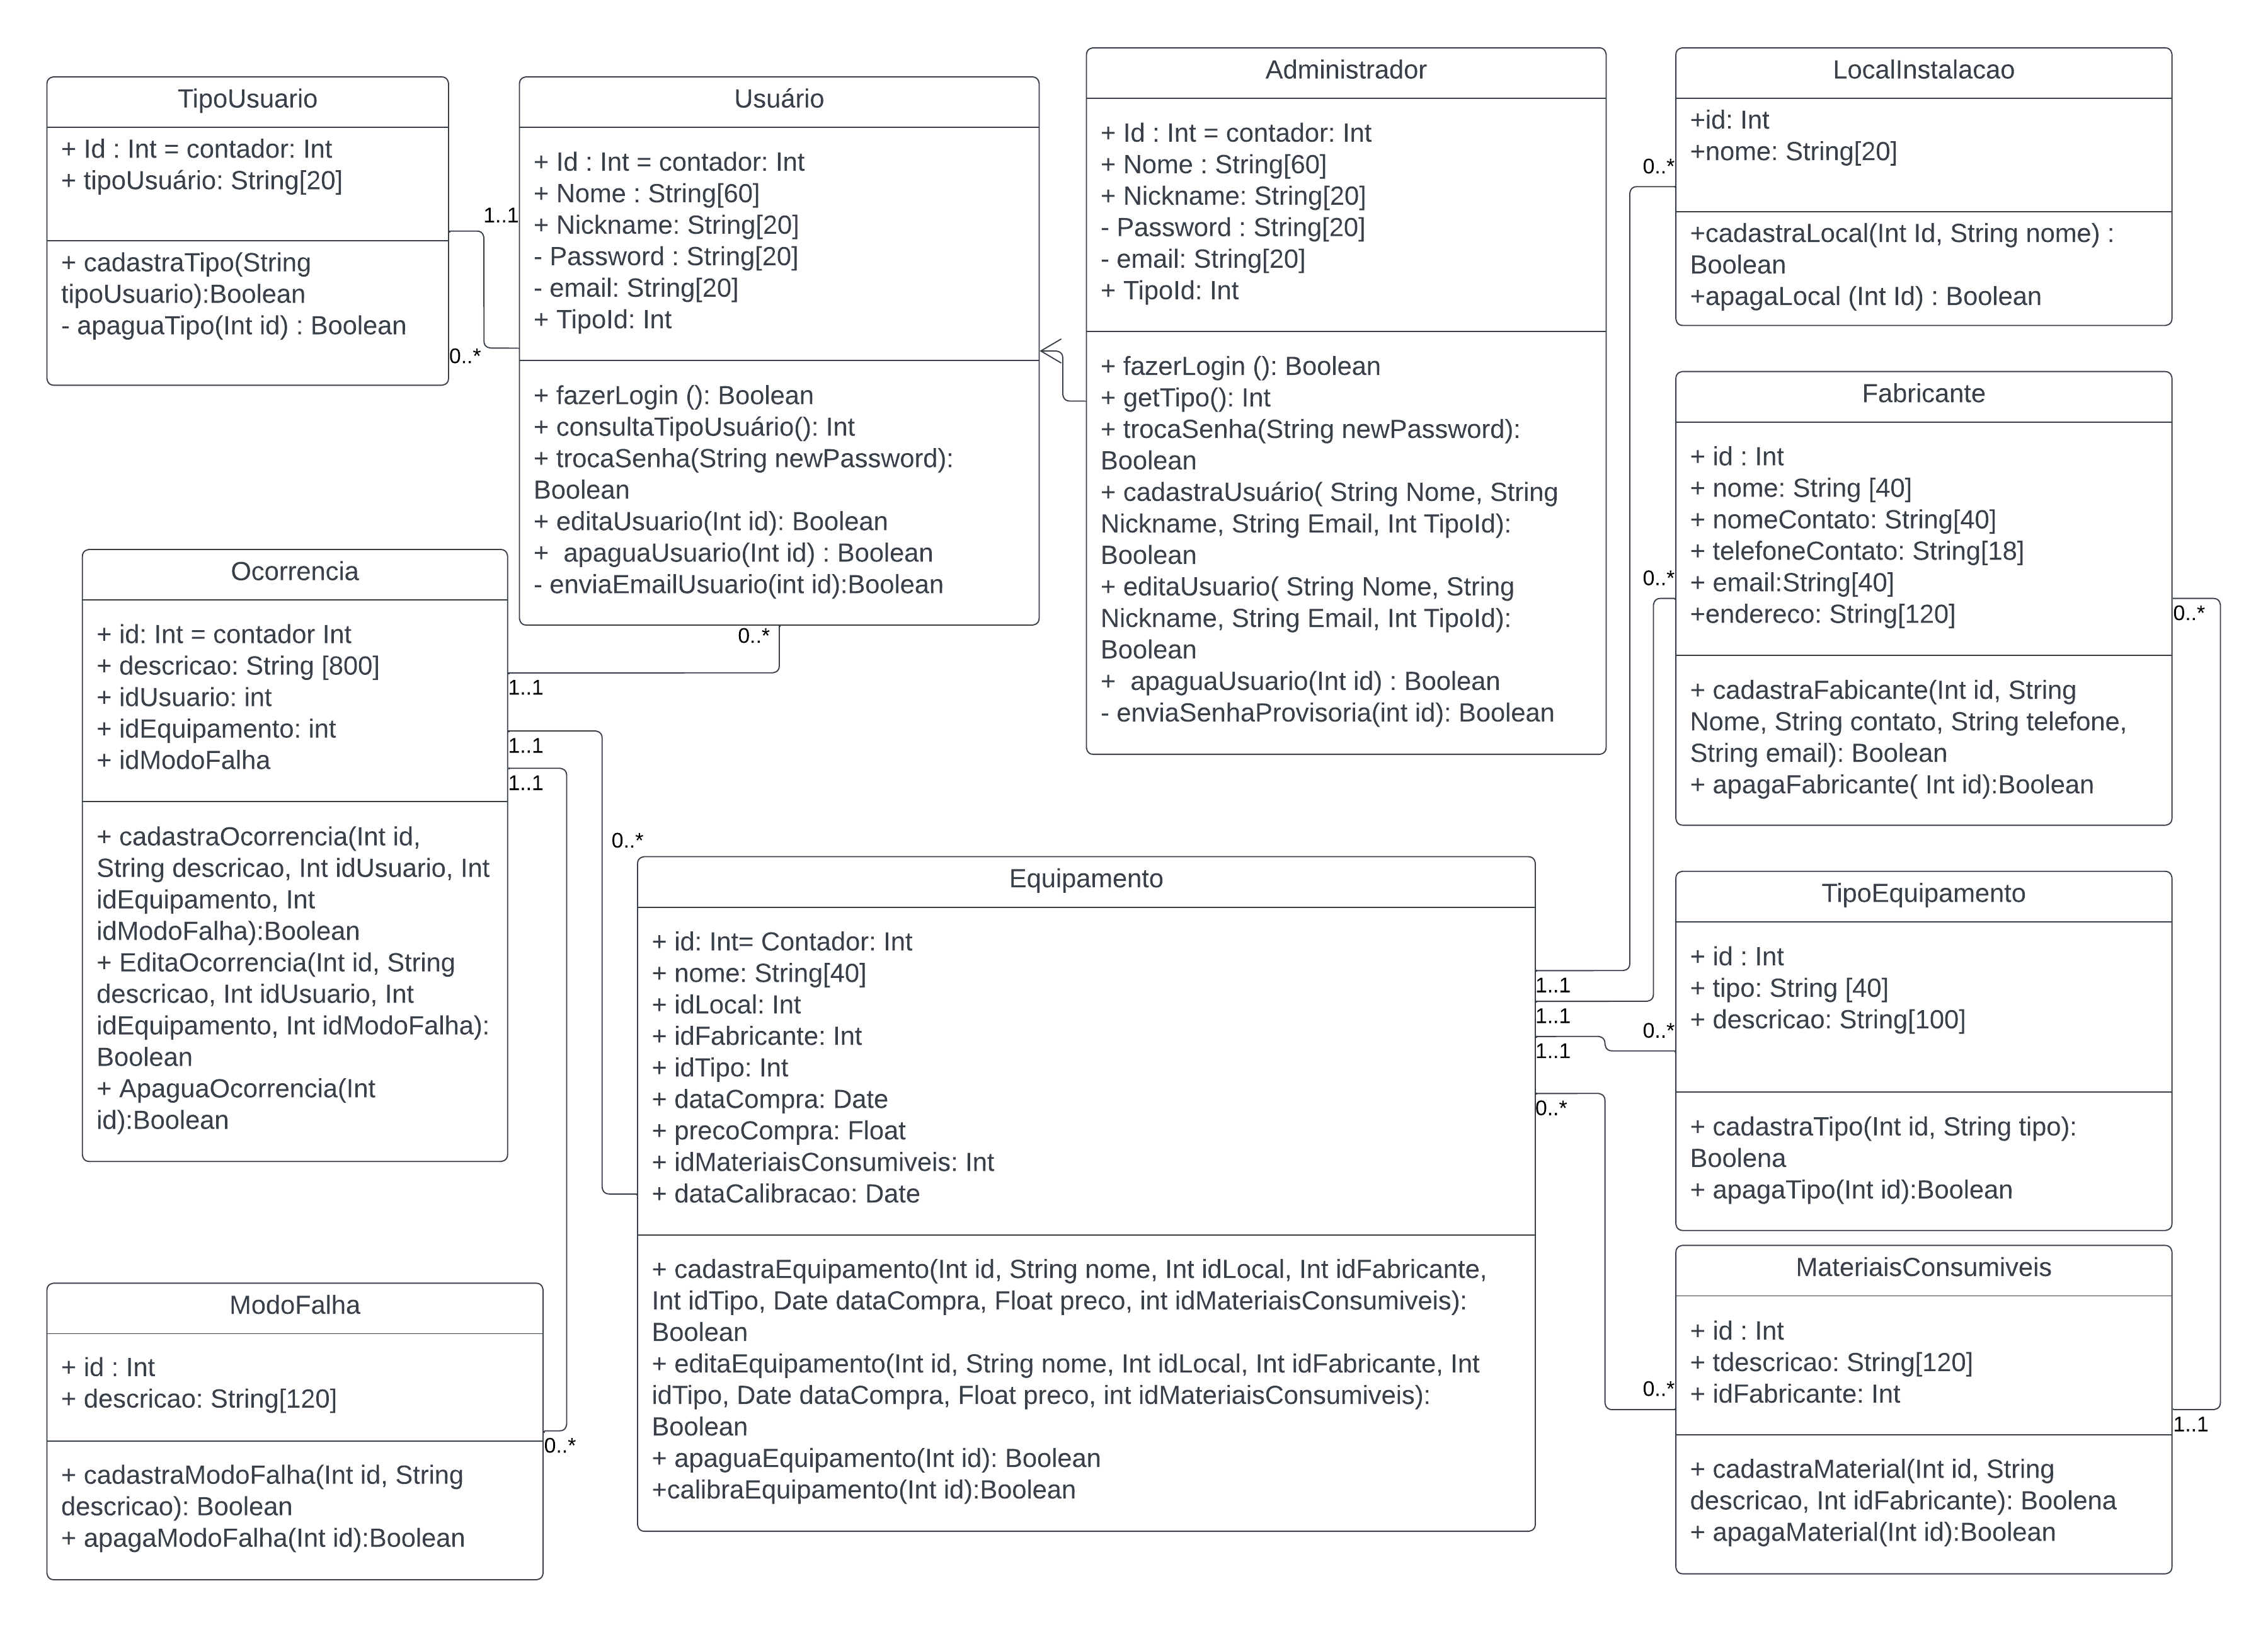 TipoUsuario
+ Id : Int = contador: Int
+ tipoUsuário: String[20]
+ cadastraTipo(String
tipoUsuario):Boolean
- apaguaTipo(Int id) : Boolean
1..1
0..*
Usuário
+ Id : Int = contador: Int
+ Nome : String[60]
+ Nickname: String[20]
- Password : String[20]
- email: String[20]
+ TipoId: Int
+ fazerLogin (): Boolean
+ consultaTipoUsuário(): Int
+ trocaSenha(String newPassword):
Boolean
+ editaUsuario(Int id): Boolean
+  apaguaUsuario(Int id) : Boolean
- enviaEmailUsuario(int id):Boolean
0..*
Administrador
+ Id : Int = contador: Int
+ Nome : String[60]
+ Nickname: String[20]
- Password : String[20]
- email: String[20]
+ TipoId: Int
+ fazerLogin (): Boolean
+ getTipo(): Int
+ trocaSenha(String newPassword):
Boolean
+ cadastraUsuário( String Nome, String
Nickname, String Email, Int TipoId):
Boolean
+ editaUsuario( String Nome, String
Nickname, String Email, Int TipoId):
Boolean
+  apaguaUsuario(Int id) : Boolean
- enviaSenhaProvisoria(int id): Boolean
LocalInstalacao
+id: Int
+nome: String[20]
+cadastraLocal(Int Id, String nome) :
Boolean
+apagaLocal (Int Id) : Boolean
0..*
Fabricante
+ id : Int
+ nome: String [40]
+ nomeContato: String[40]
+ telefoneContato: String[18]
+ email:String[40]
+endereco: String[120]
+ cadastraFabicante(Int id, String
Nome, String contato, String telefone,
String email): Boolean
+ apagaFabricante( Int id):Boolean
0..*
0..*
Ocorrencia
+ id: Int = contador Int
+ descricao: String [800]
+ idUsuario: int
+ idEquipamento: int
+ idModoFalha
+ cadastraOcorrencia(Int id,
String descricao, Int idUsuario, Int
idEquipamento, Int
idModoFalha):Boolean
+ EditaOcorrencia(Int id, String
descricao, Int idUsuario, Int
idEquipamento, Int idModoFalha):
Boolean
+ ApaguaOcorrencia(Int
id):Boolean
1..1
1..1
1..1
0..*
Equipamento
+ id: Int= Contador: Int
+ nome: String[40]
+ idLocal: Int
+ idFabricante: Int
+ idTipo: Int
+ dataCompra: Date
+ precoCompra: Float
+ idMateriaisConsumiveis: Int
+ dataCalibracao: Date
+ cadastraEquipamento(Int id, String nome, Int idLocal, Int idFabricante,
Int idTipo, Date dataCompra, Float preco, int idMateriaisConsumiveis):
Boolean
+ editaEquipamento(Int id, String nome, Int idLocal, Int idFabricante, Int
idTipo, Date dataCompra, Float preco, int idMateriaisConsumiveis):
Boolean
+ apaguaEquipamento(Int id): Boolean
+calibraEquipamento(Int id):Boolean
1..1
1..1
1..1
0..*
TipoEquipamento
+ id : Int
+ tipo: String [40]
+ descricao: String[100]
+ cadastraTipo(Int id, String tipo):
Boolena
+ apagaTipo(Int id):Boolean
0..*
MateriaisConsumiveis
+ id : Int
+ tdescricao: String[120]
+ idFabricante: Int
+ cadastraMaterial(Int id, String
descricao, Int idFabricante): Boolena
+ apagaMaterial(Int id):Boolean
0..*
1..1
ModoFalha
+ id : Int
+ descricao: String[120]
+ cadastraModoFalha(Int id, String
descricao): Boolean
+ apagaModoFalha(Int id):Boolean
0..*